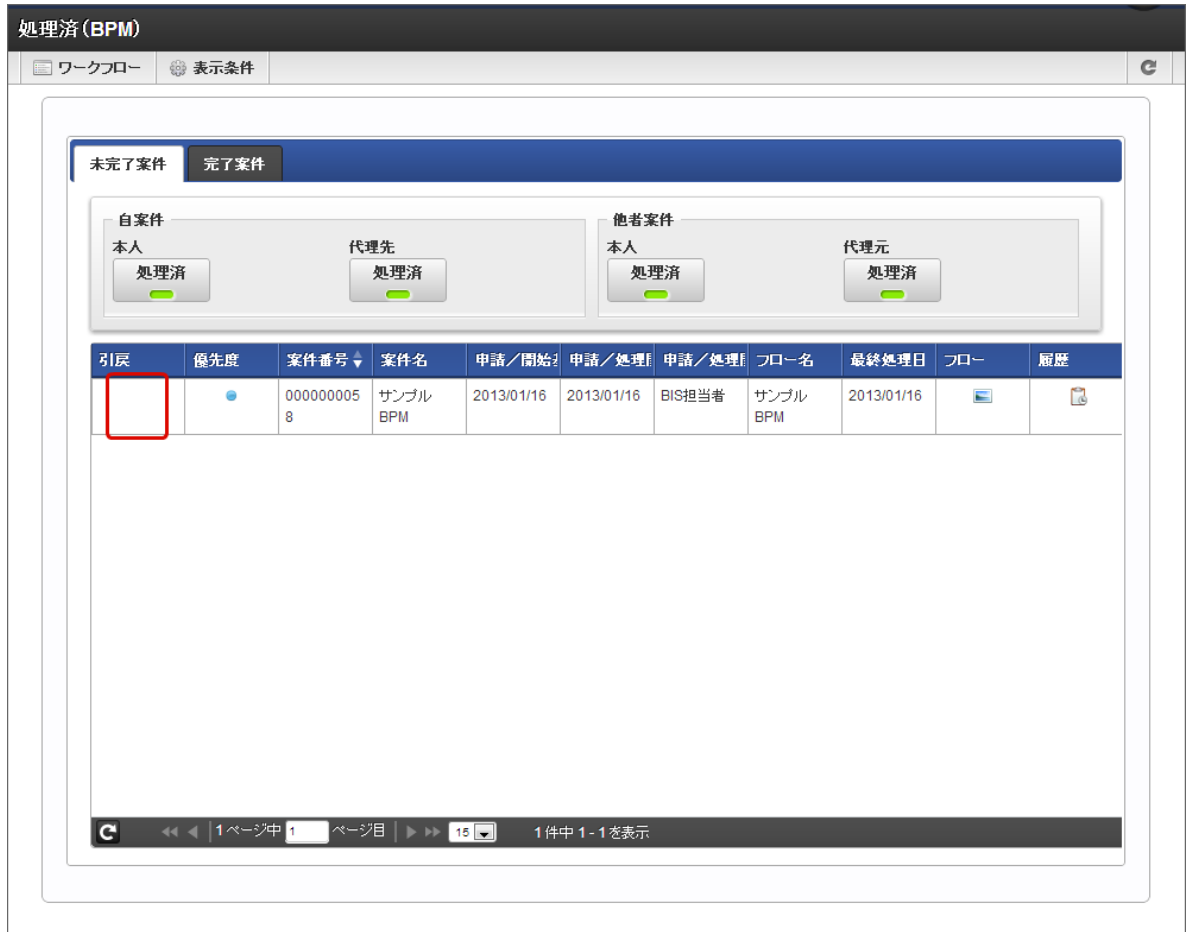 処理済(BPM)
ワークフロー 表示条件
未完了案件 完了案件
自案件 他者案件
本人 代理先 本人 代理元
処理済 処理済 処理済 処理済
引戻 優先度 案件番号 案件名 申請/開始 申請/処理 申請/処理 フロー名 最終処理日 フロー 履歴
000000005 サンプル 2013/01/16 2013/01/16 BIS担当者 サンプル 2013/01/16
8 BPM BPM
1 ページ中 1 ページ目 15 1 件中 1 - 1 を表示